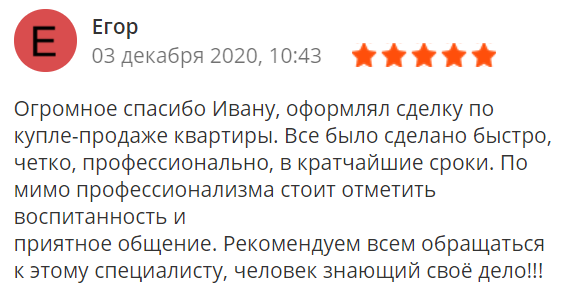 Е
Егор
03 декабря 2020, 10:43
Огромное спасибо Ивану, оформлял сделку по
купле-продаже квартиры. Все было сделано быстро,
четко, профессионально, в кратчайшие сроки. По
мимо профессионализма стоит отметить
воспитанность и
приятное общение. Рекомендуем всем обращаться
к этому специалисту, человек знающий своё дело!!!